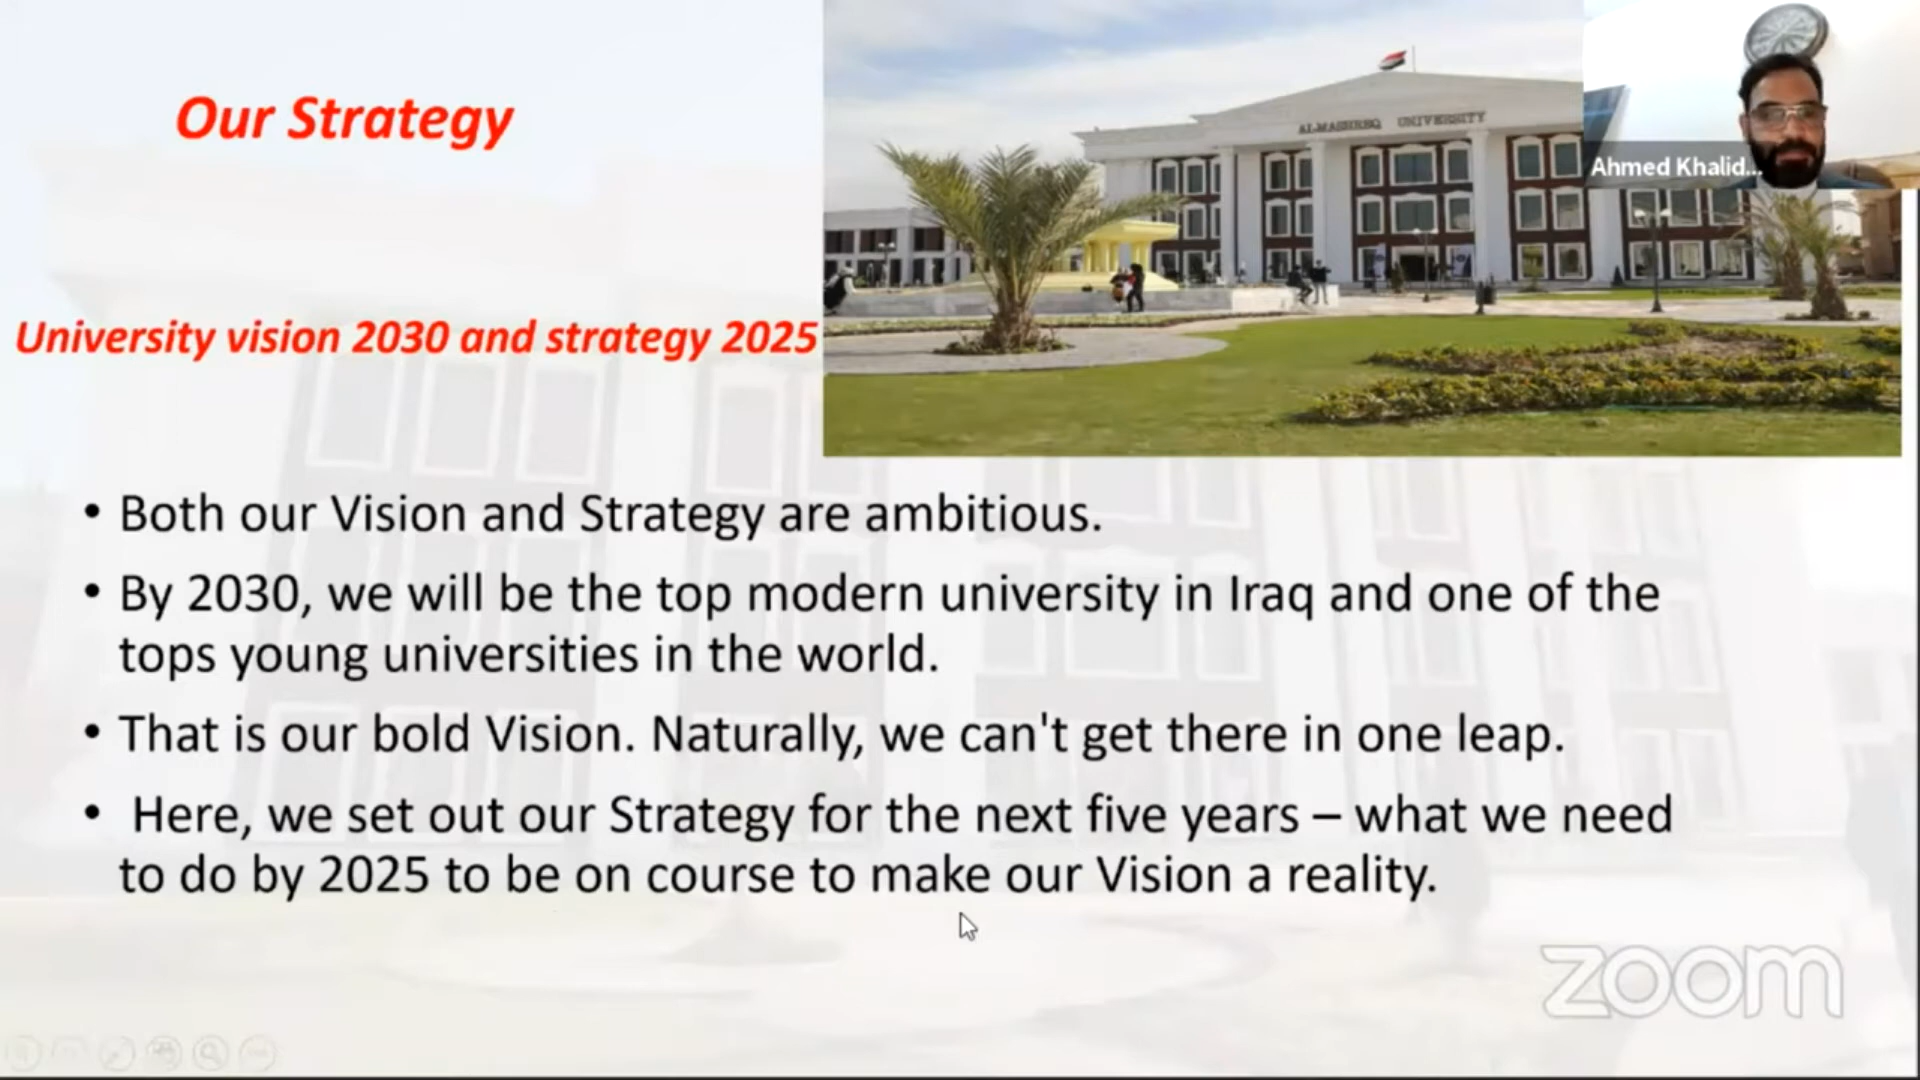 Our Strategy
AL-MASHREQ UNIVERSITY
Ahmed Khalid...
University vision 2030 and strategy 2025
• Both our Vision and Strategy are ambitious.
• By 2030, we will be the top modern university in Iraq and one of the
tops young universities in the world.
• That is our bold Vision. Naturally, we can't get there in one leap.
• Here, we set out our Strategy for the next five years – what we need
to do by 2025 to be on course to make our Vision a reality.
zoom